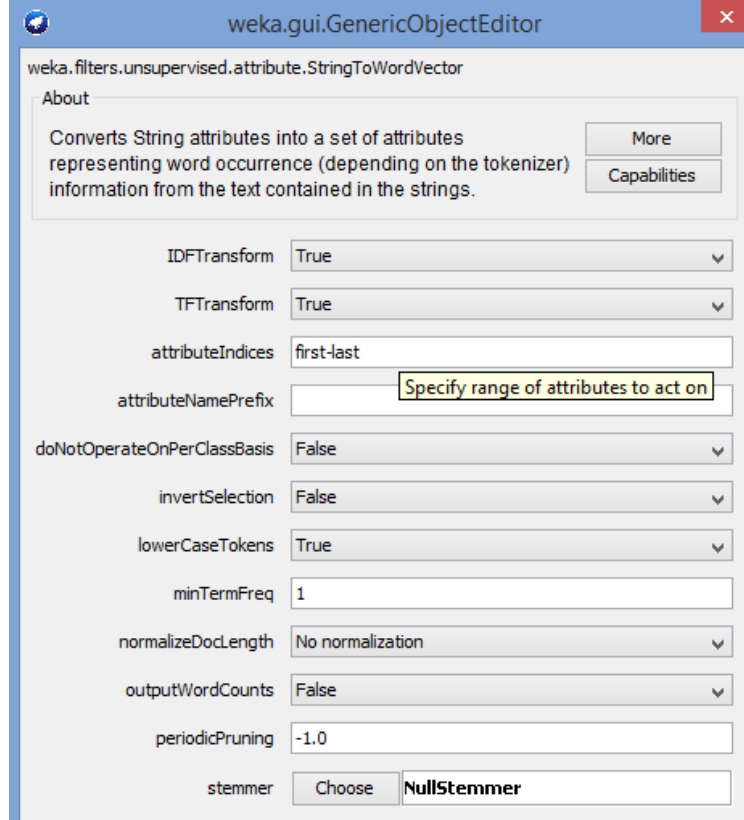 weka.gui.GenericObjectEditor
weka.filters.unsupervised.attribute.StringToWordVector
About
Converts String attributes into a set of attributes
representing word occurrence (depending on the tokenizer)
information from the text contained in the strings.
More
Capabilities
IDFTransform True
TFTransform True
attributeIndices first-last
Specify range of attributes to act on
attributeNamePrefix
doNotOperateOnPerClassBasis False
invertSelection False
lowerCaseTokens True
minTermFreq 1
normalizeDocLength No normalization
outputWordCounts False
periodicPruning -1.0
stemmer Choose NullStemmer